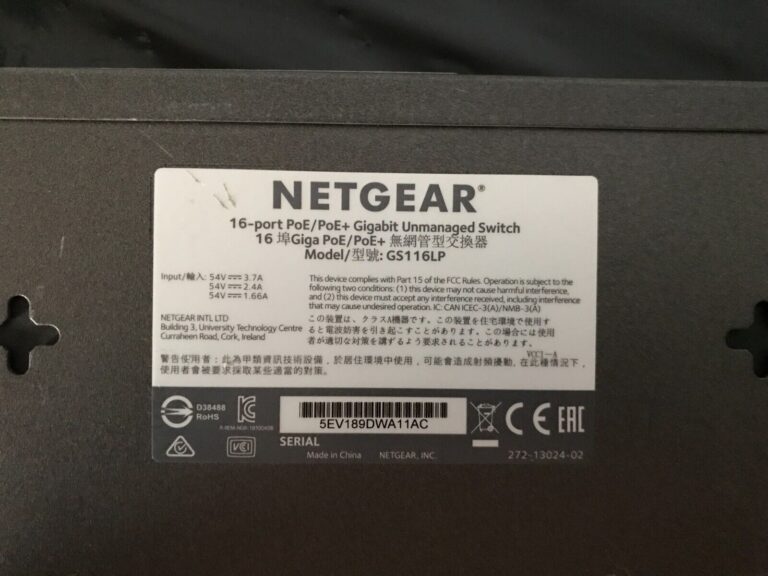 NETGEAR®
16-port PoE/PoE+ Gigabit Unmanaged Switch
16 埠Giga PoE/PoE+ 無網管型交換器
Model/型號: GS116LP
Input/輸入: 54V 3.7A
54V 2.4A
54V 1.66A
This device complies with Part 15 of the FCC Rules. Operation is subject to the
following two conditions: (1) this device may not cause harmful interference,
and (2) this device must accept any interference received, including interference
that may cause undesired operation. IC: CAN ICEC-3(A)/NMB-3(A)
NETGEAR INTL LTD
Building 3, University Technology Centre
Curraheen Road, Cork, Ireland
この装置は、クラスA機器です。この装置を住宅環境で使用す
ると電波妨害を引き起こすことがあります。この場合には使用
者が適切な対策を講ずるよう要求されることがあります。
VCCI-A
警告使用者：此為甲類資訊技術設備，於居住環境中使用，可能會造成射頻擾動，在此種情況下，
使用者會被要求採取某些適當的對策。
D38488
RoHS
5EV189DWA11AC
CE EAC
VCI
SERIAL
Made in China NETGEAR, INC. 272-13024-02